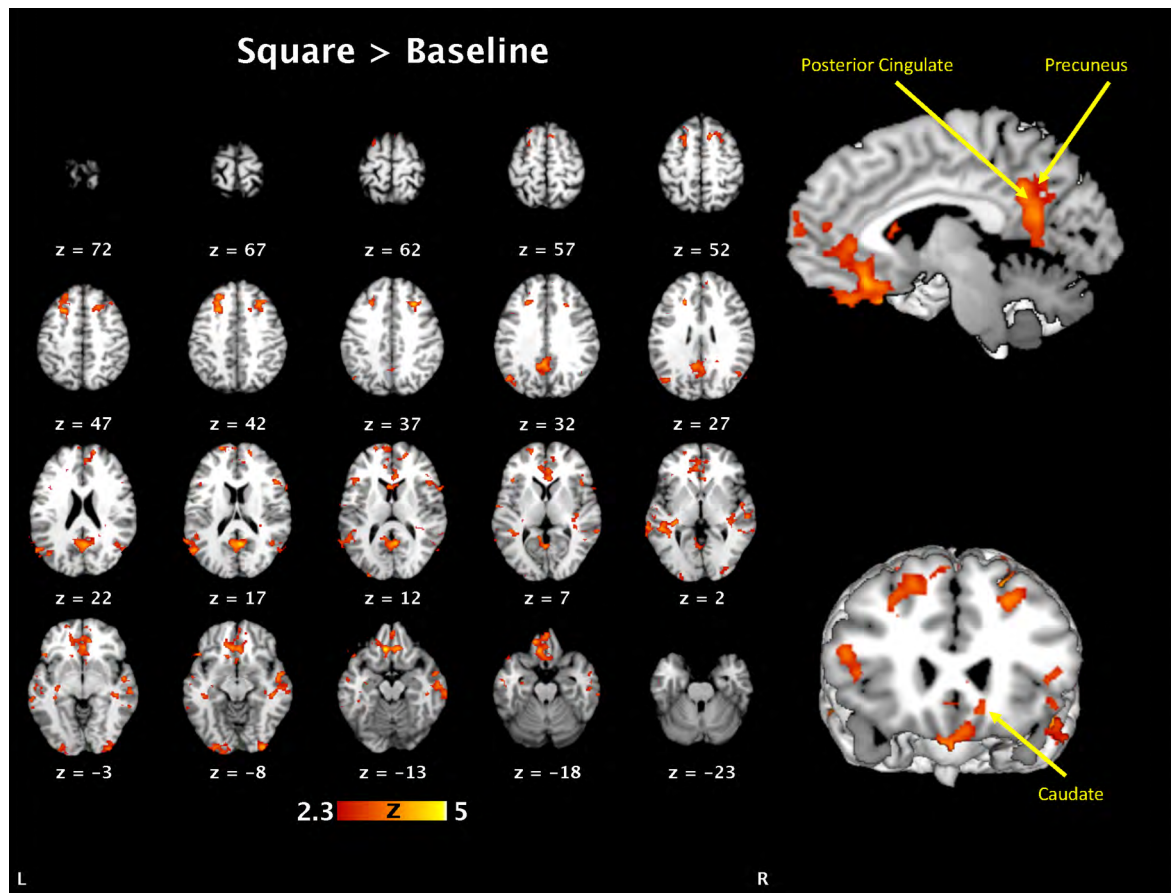 Square > Baseline
Posterior Cingulate
Precuneus
z = 72
z = 67
z = 62
z = 57
z = 52
z = 47
z = 42
z = 37
z = 32
z = 27
z = 22
z = 17
z = 12
z = 7
z = 2
z = −3
z = −8
z = −13
z = −18
z = −23
Caudate
2.3 Z 5
L
R